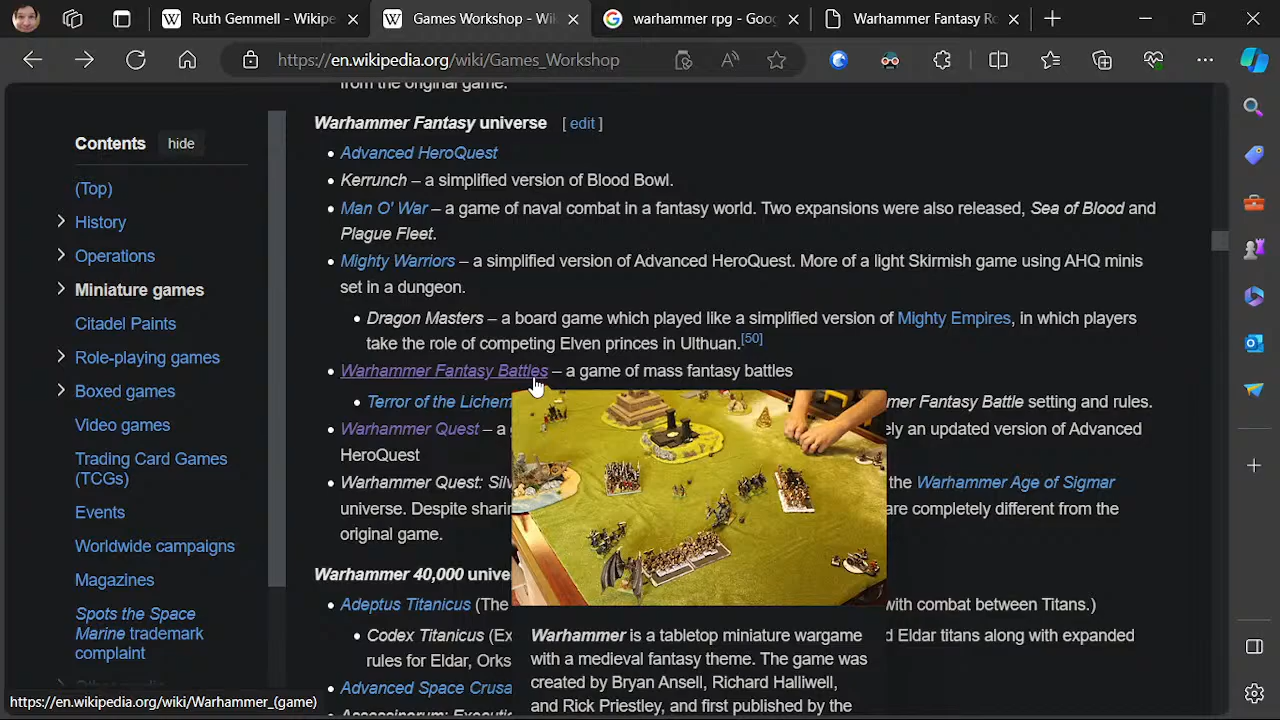 Ruth Gemmell - Wikipe
Games Workshop - Wik
warhammer rpg - Goog
Warhammer Fantasy Ro
https://en.wikipedia.org/wiki/Games_Workshop
from the original game.
Contents
hide
(Top)
History
Operations
Miniature games
Citadel Paints
Role-playing games
Boxed games
Video games
Trading Card Games
(TCGs)
Events
Worldwide campaigns
Magazines
Spots the Space
Marine trademark
complaint
Warhammer Fantasy universe [ edit ]
• Advanced HeroQuest
• Kerrunch – a simplified version of Blood Bowl.
• Man O' War – a game of naval combat in a fantasy world. Two expansions were also released, Sea of Blood and
Plague Fleet.
• Mighty Warriors – a simplified version of Advanced HeroQuest. More of a light Skirmish game using AHQ minis
set in a dungeon.
• Dragon Masters – a board game which played like a simplified version of Mighty Empires, in which players
take the role of competing Elven princes in Ulthuan.[50]
• Warhammer Fantasy Battles – a game of mass fantasy battles
• Terror of the Lichem mer Fantasy Battle setting and rules.
• Warhammer Quest – a g ely an updated version of Advanced
HeroQuest
• Warhammer Quest: Silv the Warhammer Age of Sigmar
universe. Despite sharin are completely different from the
original game.
Warhammer 40,000 unive
• Adeptus Titanicus (The with combat between Titans.)
• Codex Titanicus (Ex d Eldar titans along with expanded
rules for Eldar, Orks
• Advanced Space Crusa
Warhammer is a tabletop miniature wargame
with a medieval fantasy theme. The game was
created by Bryan Ansell, Richard Halliwell,
and Rick Priestley, and first published by the
https://en.wikipedia.org/wiki/Warhammer_(game)